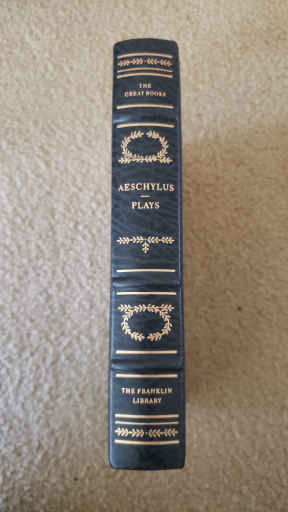 THE
GREAT BOOKS
AESCHYLUS
PLAYS
THE FRANKLIN
LIBRARY